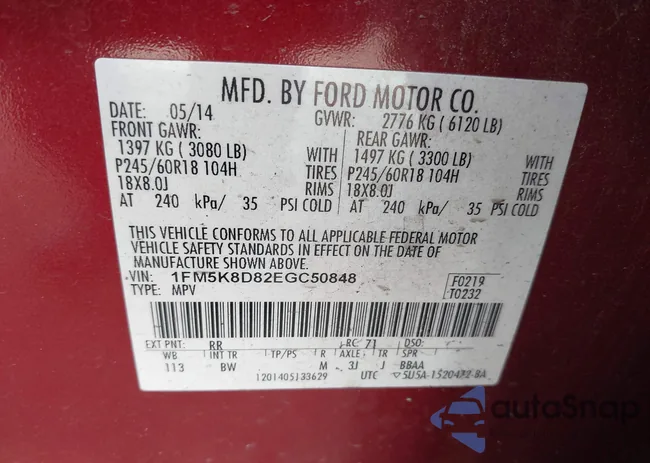 MFD. BY FORD MOTOR CO.
DATE: 05/14 GVWR: 2776 KG ( 6120 LB)
FRONT GAWR: REAR GAWR:
1397 KG ( 3080 LB) WITH 1497 KG ( 3300 LB) WITH
P245/60R18 104H TIRES P245/60R18 104H TIRES
18X8.0J RIMS 18X8.0J RIMS
AT 240 kPa/ 35 PSI COLD AT 240 kPa/ 35 PSI COLD
THIS VEHICLE CONFORMS TO ALL APPLICABLE FEDERAL MOTOR
VEHICLE SAFETY STANDARDS IN EFFECT ON THE DATE OF
MANUFACTURE SHOWN ABOVE.
VIN: 1FM5K8D82EGC50848 F0219
TYPE: MPV T0232
EXT PNT: RR RC: 71 DSO:
WB INT TR TP/PS R AXLE TR SPR
113 BW M 3J J BBAA
1201405133629 UTC
autoSnap